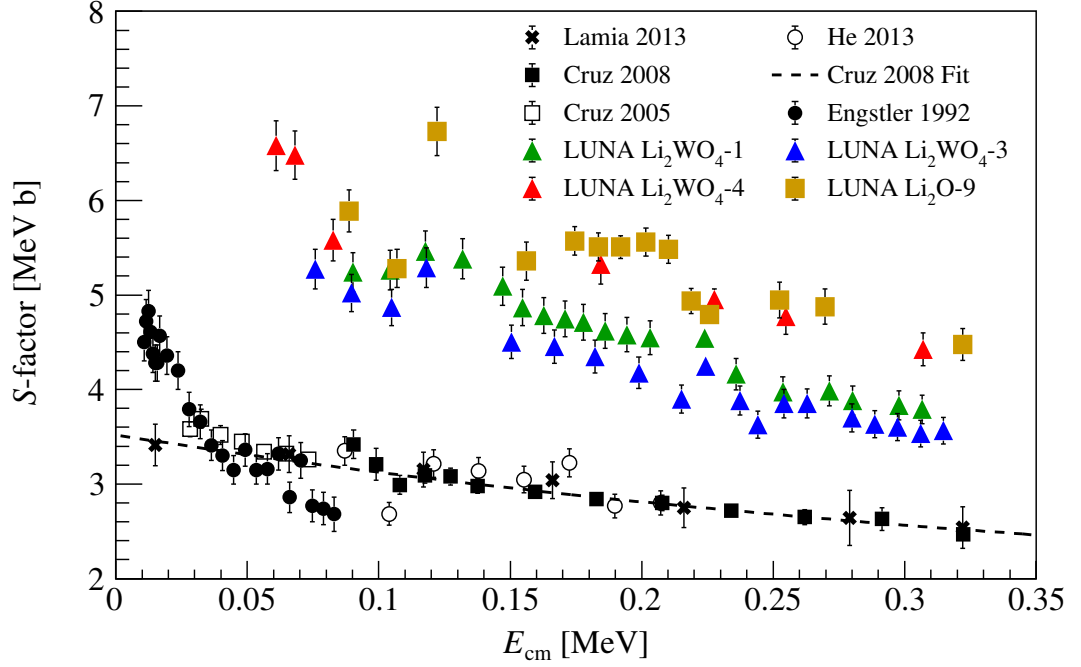 8
7
6
5
4
3
2
S-factor [MeV b]
Lamia 2013
He 2013
Cruz 2008
Cruz 2008 Fit
Cruz 2005
Engstler 1992
LUNA Li₂WO₄-1
LUNA Li₂WO₄-3
LUNA Li₂WO₄-4
LUNA Li₂O-9
0 0.05 0.1 0.15 0.2 0.25 0.3 0.35
E_cm [MeV]